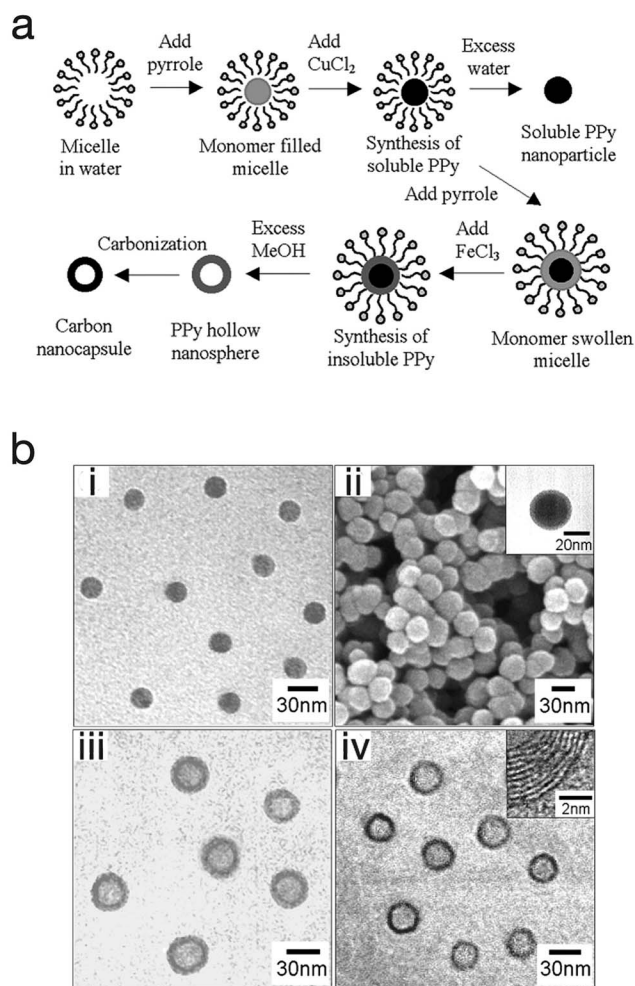 a
Add
pyrrole
Add
CuCl₂
Excess
water
Micelle
in water
Monomer filled
micelle
Synthesis of
soluble PPy
Soluble PPy
nanoparticle
Add pyrrole
Carbonization
Excess
MeOH
Add
FeCl₃
Carbon
nanocapsule
PPy hollow
nanosphere
Synthesis of
insoluble PPy
Monomer swollen
micelle
b
i
30nm
ii
20nm
30nm
iii
30nm
iv
2nm
30nm